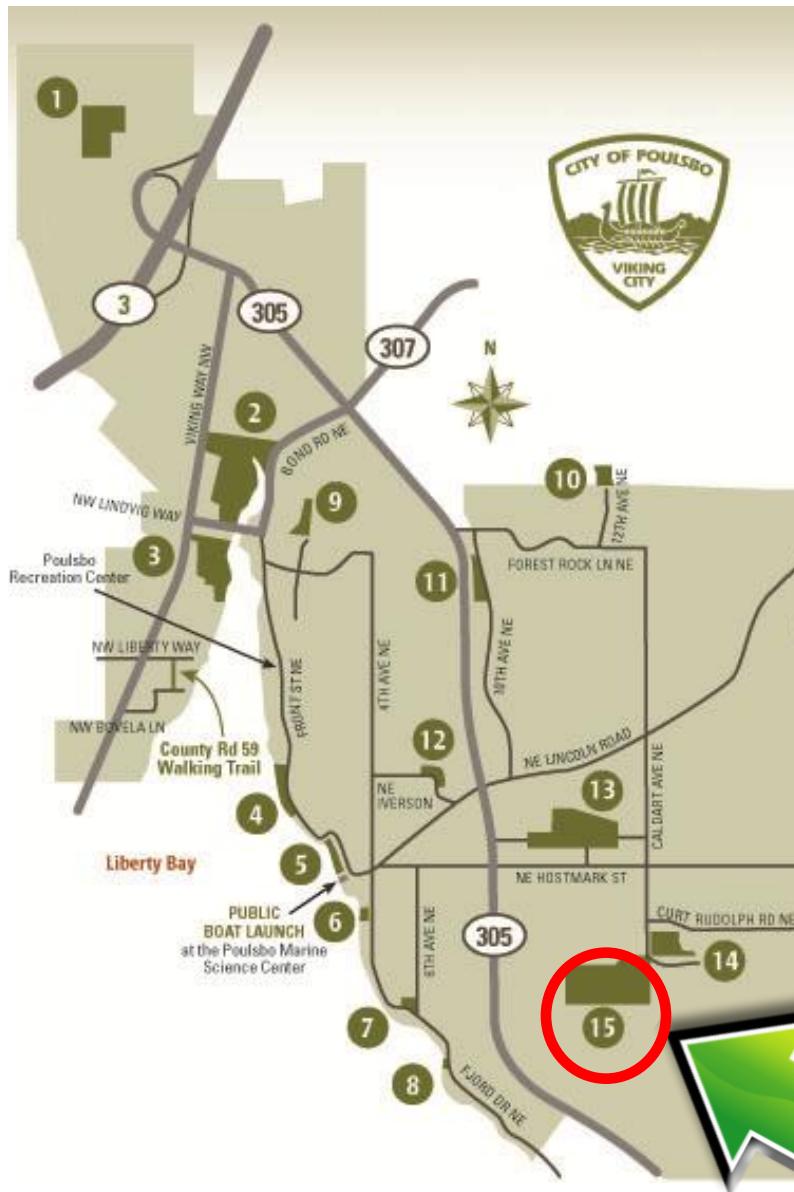 1
CITY OF POULSBO
VIKING
CITY
3
305
307
N
VIKING WAY NW
2
BOND RD NE
10
12TH AVE NE
9
NW LINDVIG WAY
3
Poulsbo
Recreation Center
11
FOREST ROCK LN NE
10TH AVE NE
NW LIBERTY WAY
4TH AVE NE
FRONT ST NE
NW BOVELA LN
County Rd 59
Walking Trail
12
NE LINCOLN ROAD
NE
IVERSON
13
CALDART AVE NE
4
Liberty Bay
5
NE HOSTMARK ST
PUBLIC
BOAT LAUNCH
at the Poulsbo Marine
Science Center
6
6TH AVE NE
305
CURT RUDOLPH RD NE
14
7
15
8
FJORD DR NE